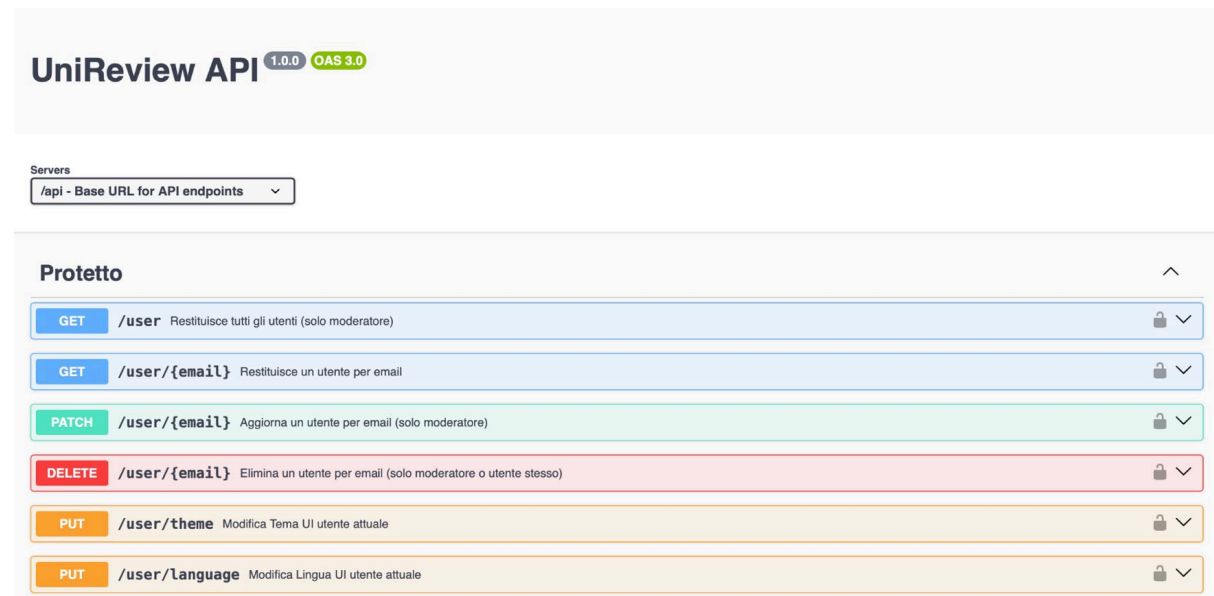 UniReview API 1.0.0 OAS 3.0
Servers
/api - Base URL for API endpoints
Protetto
GET /user Restituisce tutti gli utenti (solo moderatore)
GET /user/{email} Restituisce un utente per email
PATCH /user/{email} Aggiorna un utente per email (solo moderatore)
DELETE /user/{email} Elimina un utente per email (solo moderatore o utente stesso)
PUT /user/theme Modifica Tema UI utente attuale
PUT /user/language Modifica Lingua UI utente attuale